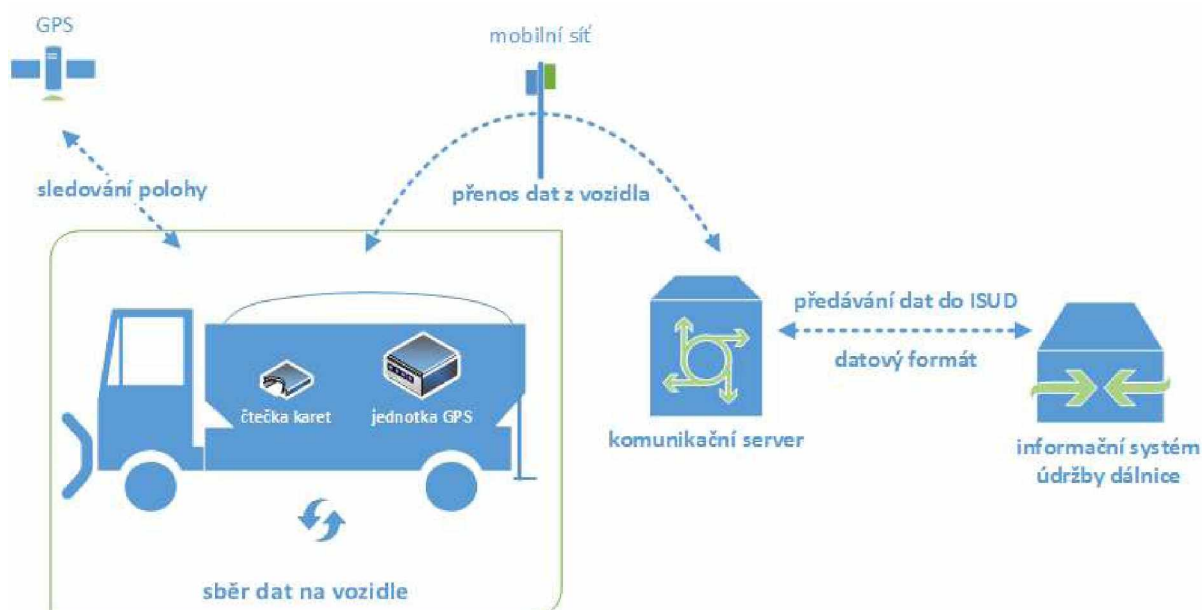 GPS
mobilní síť
sledování polohy
přenos dat z vozidla
čtečka karet
jednotka GPS
sběr dat na vozidle
komunikační server
předávání dat do ISUD
datový formát
informační systém
údržby dálnice